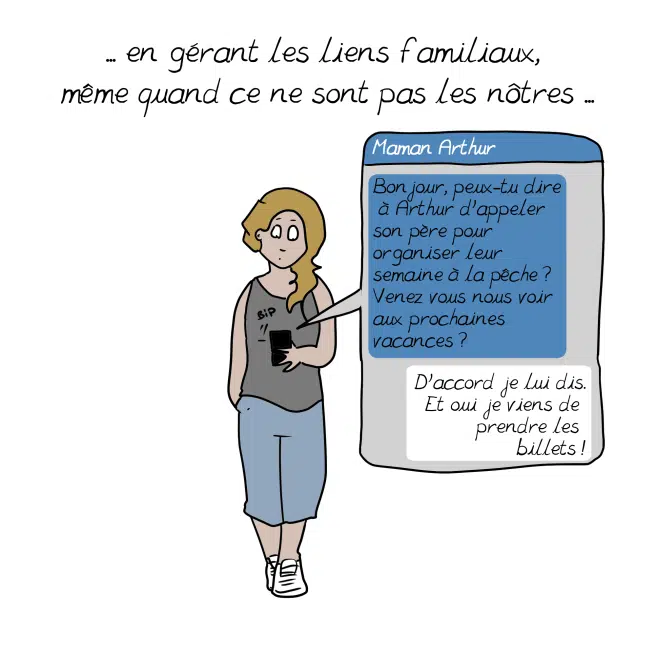 ... en gérant les liens familiaux,
même quand ce ne sont pas les nôtres ...
Maman Arthur
Bonjour, peux-tu dire
à Arthur d'appeler
son père pour
organiser leur
semaine à la pêche ?
Venez vous nous voir
aux prochaines
vacances ?
BIP
D'accord je lui dis.
Et oui je viens de
prendre les
billets !